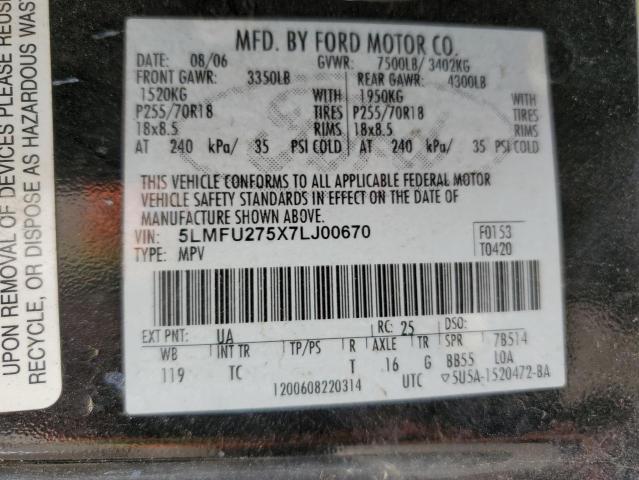 MFD. BY FORD MOTOR CO.
DATE: 08/06 GVWR: 7500LB/ 3402KG
FRONT GAWR: 3350LB REAR GAWR: 4300LB
1520KG WITH 1950KG WITH
P255/70R18 TIRES P255/70R18 TIRES
18x8.5 RIMS 18x8.5 RIMS
AT 240 kPa/ 35 PSI COLD AT 240 kPa/ 35 PSI COLD
THIS VEHICLE CONFORMS TO ALL APPLICABLE FEDERAL MOTOR
VEHICLE SAFETY STANDARDS IN EFFECT ON THE DATE OF
MANUFACTURE SHOWN ABOVE.
VIN: 5LMFU275X7LJ00670 F0153
TYPE: MPV T0420
EXT PNT: UA RC: 25 DSO:
WB INT TR TP/PS R AXLE TR SPR 7B514
119 TC T 16 G BB55 LOA
1200608220314 UTC ▽5U5A-1520472-BA
UPON REMOVAL OF DEVICES PLEASE REUSE
RECYCLE, OR DISPOSE AS HAZARDOUS WAS